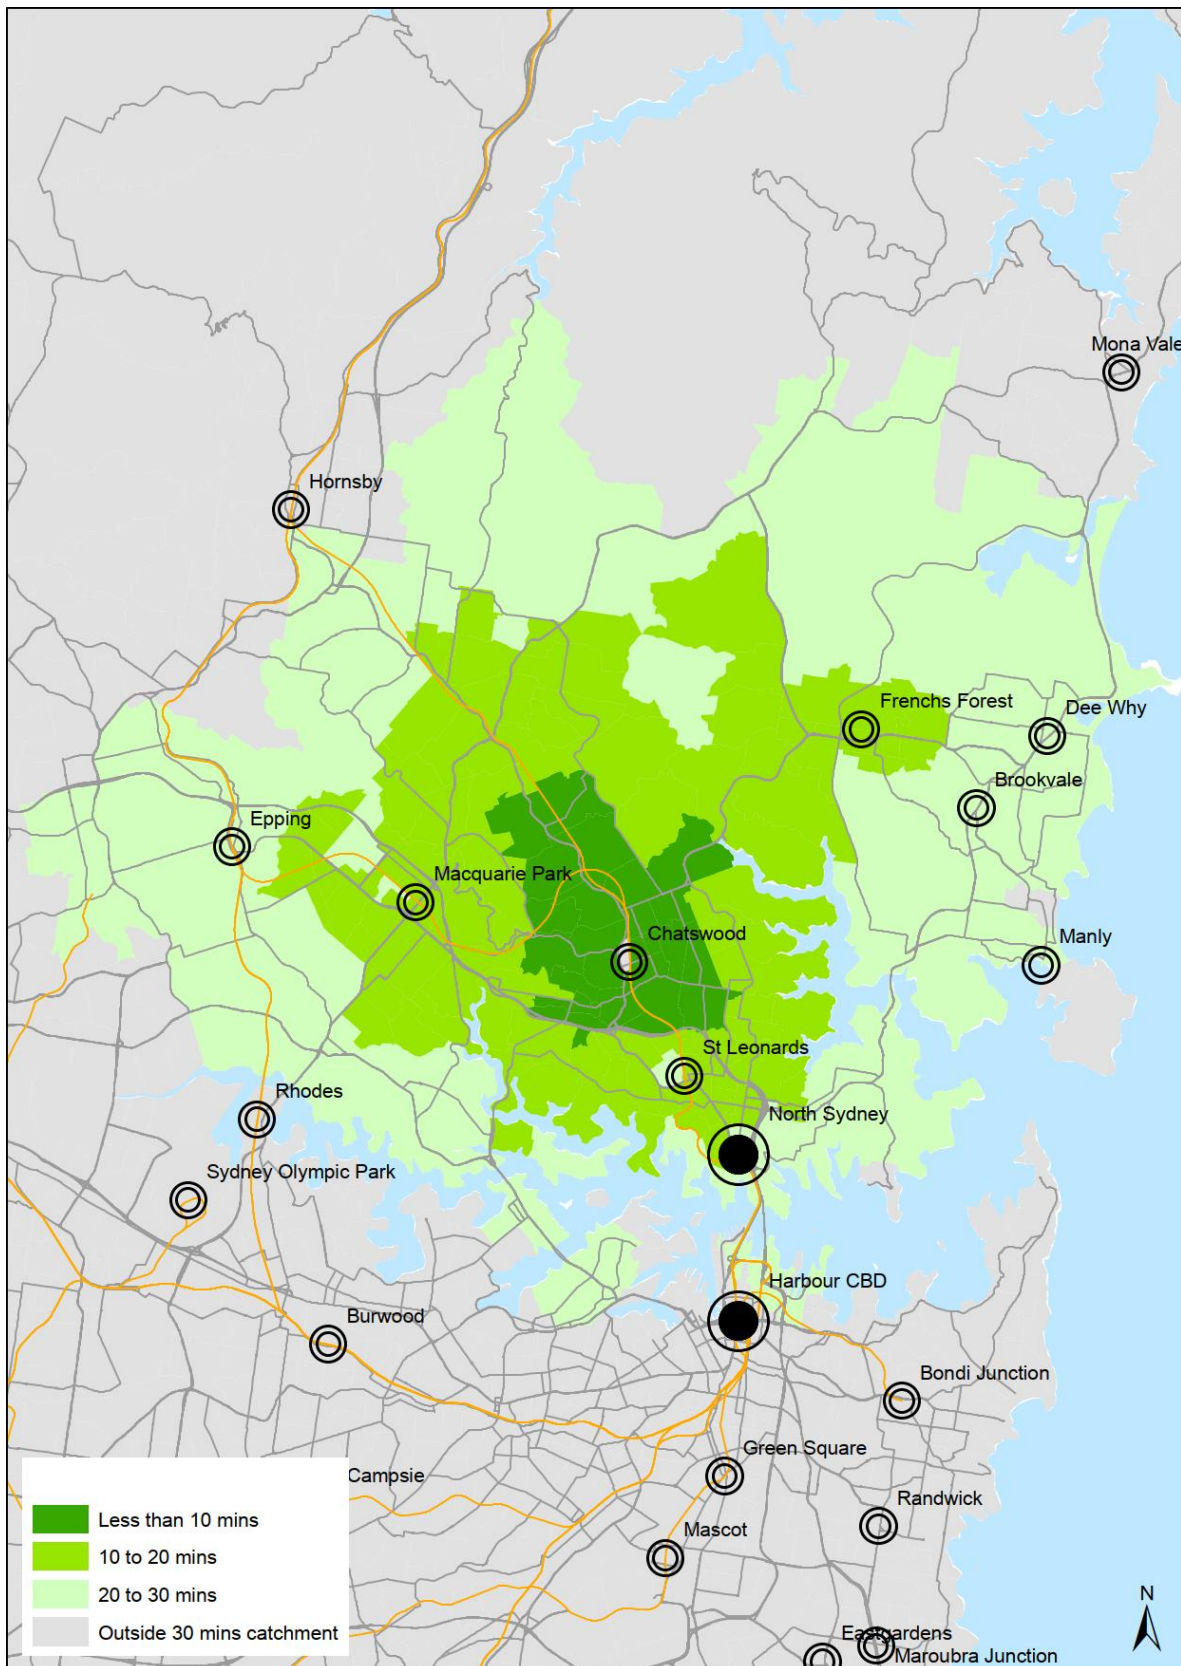 Mona Vale
Hornsby
Frenchs Forest
Dee Why
Brookvale
Epping
Macquarie Park
Chatswood
Manly
St Leonards
Rhodes
North Sydney
Sydney Olympic Park
Harbour CBD
Burwood
Bondi Junction
Green Square
Campsie
Randwick
Less than 10 mins
Mascot
10 to 20 mins
20 to 30 mins
N
Outside 30 mins catchment
Eastgardens
Maroubra Junction